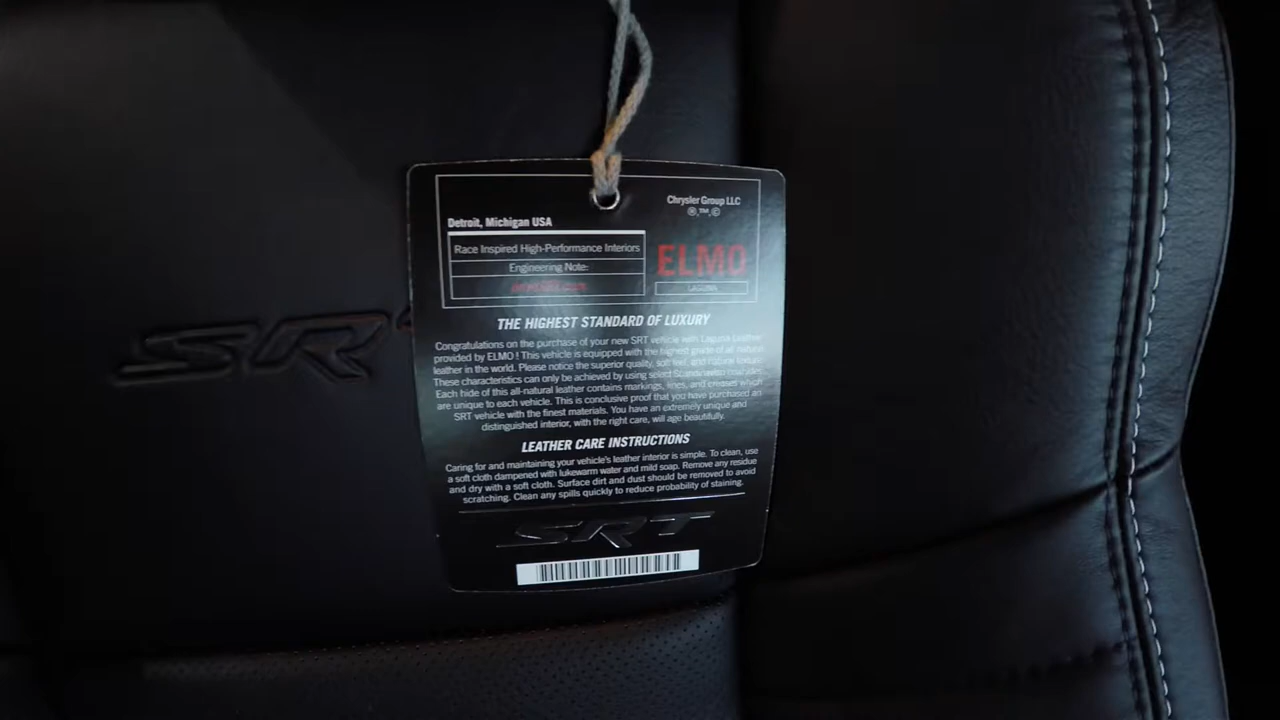 Chrysler Group LLC
®,™,©
Detroit, Michigan USA
Race Inspired High-Performance Interiors
Engineering Note:
ELMO
LAGUNA
SRT
THE HIGHEST STANDARD OF LUXURY
Congratulations on the purchase of your new SRT vehicle with Laguna Leather
provided by ELMO ! This vehicle is equipped with the highest grade of all natural
leather in the world. Please notice the superior quality, soft feel, and natural texture.
These characteristics can only be achieved by using select Scandinavian
Each hide of this all-natural leather contains markings, lines, and creases which
are unique to each vehicle. This is conclusive proof that you have purchased an
SRT vehicle with the finest materials. You have an extremely unique and
distinguished interior, with the right care, will age beautifully.
LEATHER CARE INSTRUCTIONS
Caring for and maintaining your vehicle's leather interior is simple. To clean, use
a soft cloth dampened with lukewarm water and mild soap. Remove any residue
and dry with a soft cloth. Surface dirt and dust should be removed to avoid
scratching. Clean any spills quickly to reduce probability of staining.
SRT